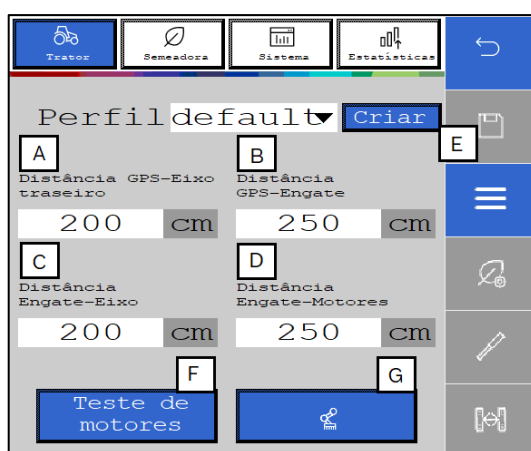 Trator Semeadora Sistema Estatísticas
Perfil default Criar
E
A
Distância GPS-Eixo
traseiro
200 cm
B
Distância
GPS-Engate
250 cm
C
Distância
Engate-Eixo
200 cm
D
Distância
Engate-Motores
250 cm
F
Teste de
motores
G